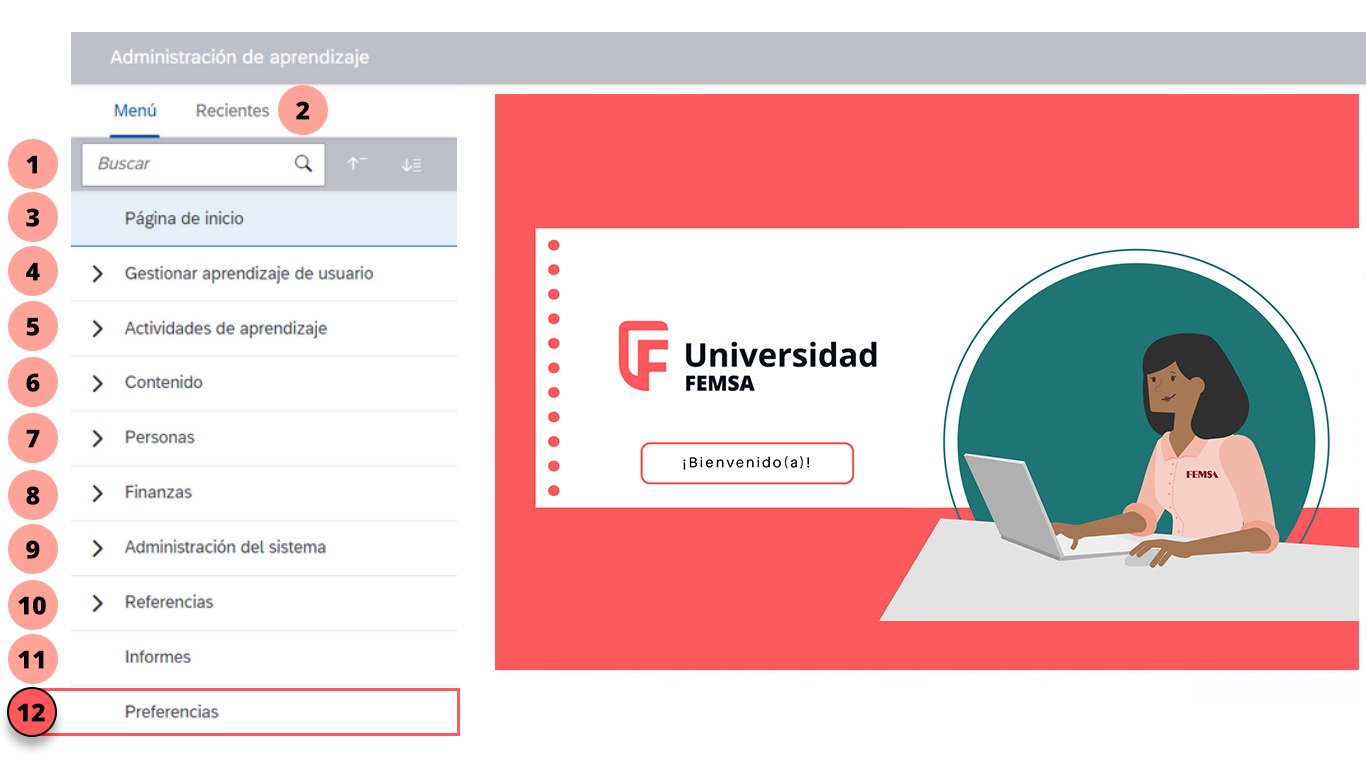 Administración de aprendizaje
Menú Recientes 2
1 Buscar
3 Página de inicio
4 Gestionar aprendizaje de usuario
5 Actividades de aprendizaje
6 Contenido
7 Personas
8 Finanzas
9 Administración del sistema
10 Referencias
11 Informes
12 Preferencias
Universidad
FEMSA
¡Bienvenido(a)!
FEMSA